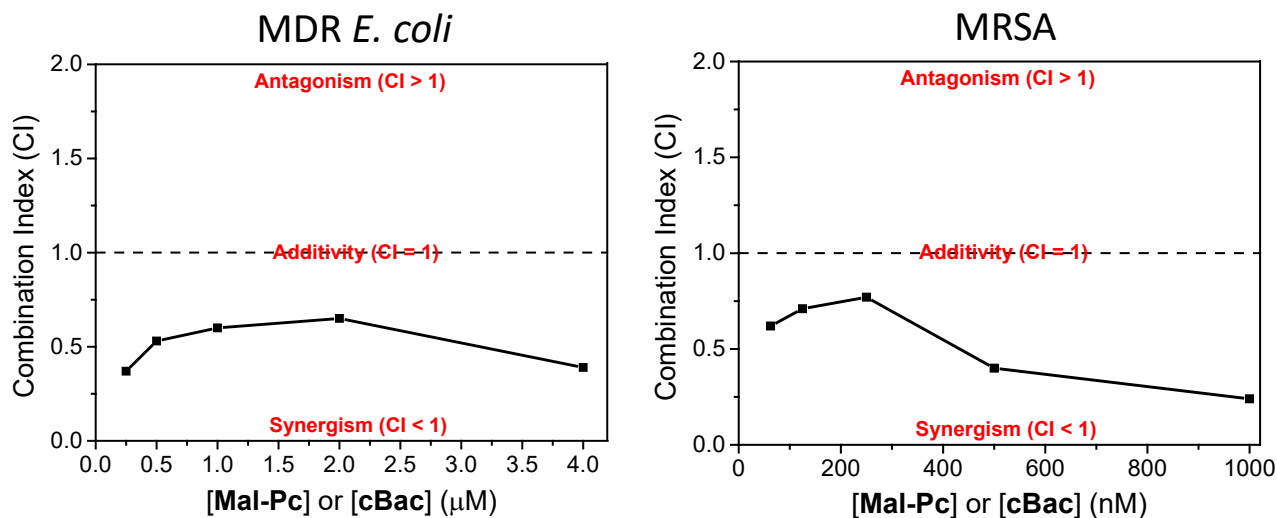 MDR E. coli
2.0
1.5
1.0
0.5
0.0
Combination Index (CI)
Antagonism (CI > 1)
Additivity (CI = 1)
Synergism (CI < 1)
0.0 0.5 1.0 1.5 2.0 2.5 3.0 3.5 4.0
[Mal-Pc] or [cBac] (μM)
MRSA
2.0
1.5
1.0
0.5
0.0
Combination Index (CI)
Antagonism (CI > 1)
Additivity (CI = 1)
Synergism (CI < 1)
0 200 400 600 800 1000
[Mal-Pc] or [cBac] (nM)